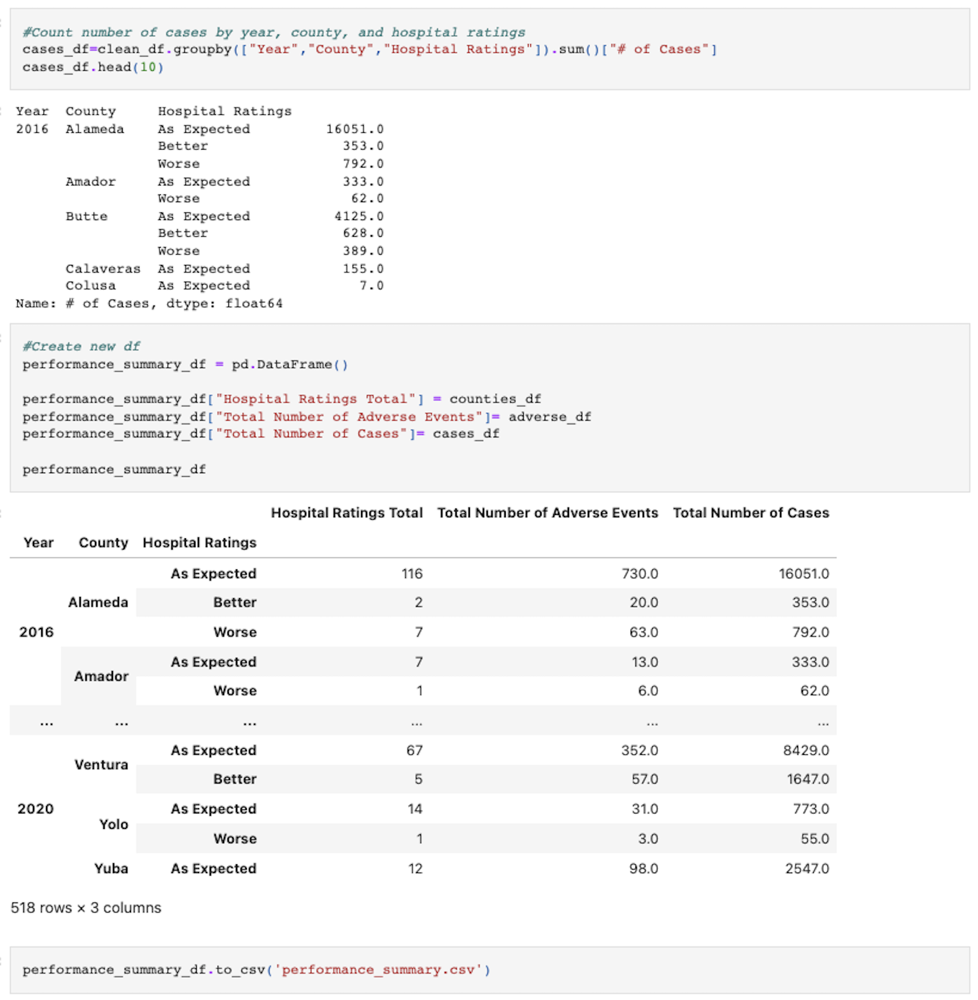 #Count number of cases by year, county, and hospital ratings
cases_df=clean_df.groupby(["Year","County","Hospital Ratings"]).sum()["# of Cases"]
cases_df.head(10)
Year County Hospital Ratings
2016 Alameda As Expected 16051.0
Better 353.0
Worse 792.0
Amador As Expected 333.0
Worse 62.0
Butte As Expected 4125.0
Better 628.0
Worse 389.0
Calaveras As Expected 155.0
Colusa As Expected 7.0
Name: # of Cases, dtype: float64
#Create new df
performance_summary_df = pd.DataFrame()
performance_summary_df["Hospital Ratings Total"] = counties_df
performance_summary_df["Total Number of Adverse Events"]= adverse_df
performance_summary_df["Total Number of Cases"]= cases_df
performance_summary_df
Hospital Ratings Total Total Number of Adverse Events Total Number of Cases
Year County Hospital Ratings
As Expected 116 730.0 16051.0
Alameda Better 2 20.0 353.0
2016 Worse 7 63.0 792.0
As Expected 7 13.0 333.0
Amador
Worse 1 6.0 62.0
... ... ... ... ... ...
As Expected 67 352.0 8429.0
Ventura
Better 5 57.0 1647.0
2020 As Expected 14 31.0 773.0
Yolo
Worse 1 3.0 55.0
Yuba As Expected 12 98.0 2547.0
518 rows × 3 columns
performance_summary_df.to_csv('performance_summary.csv')